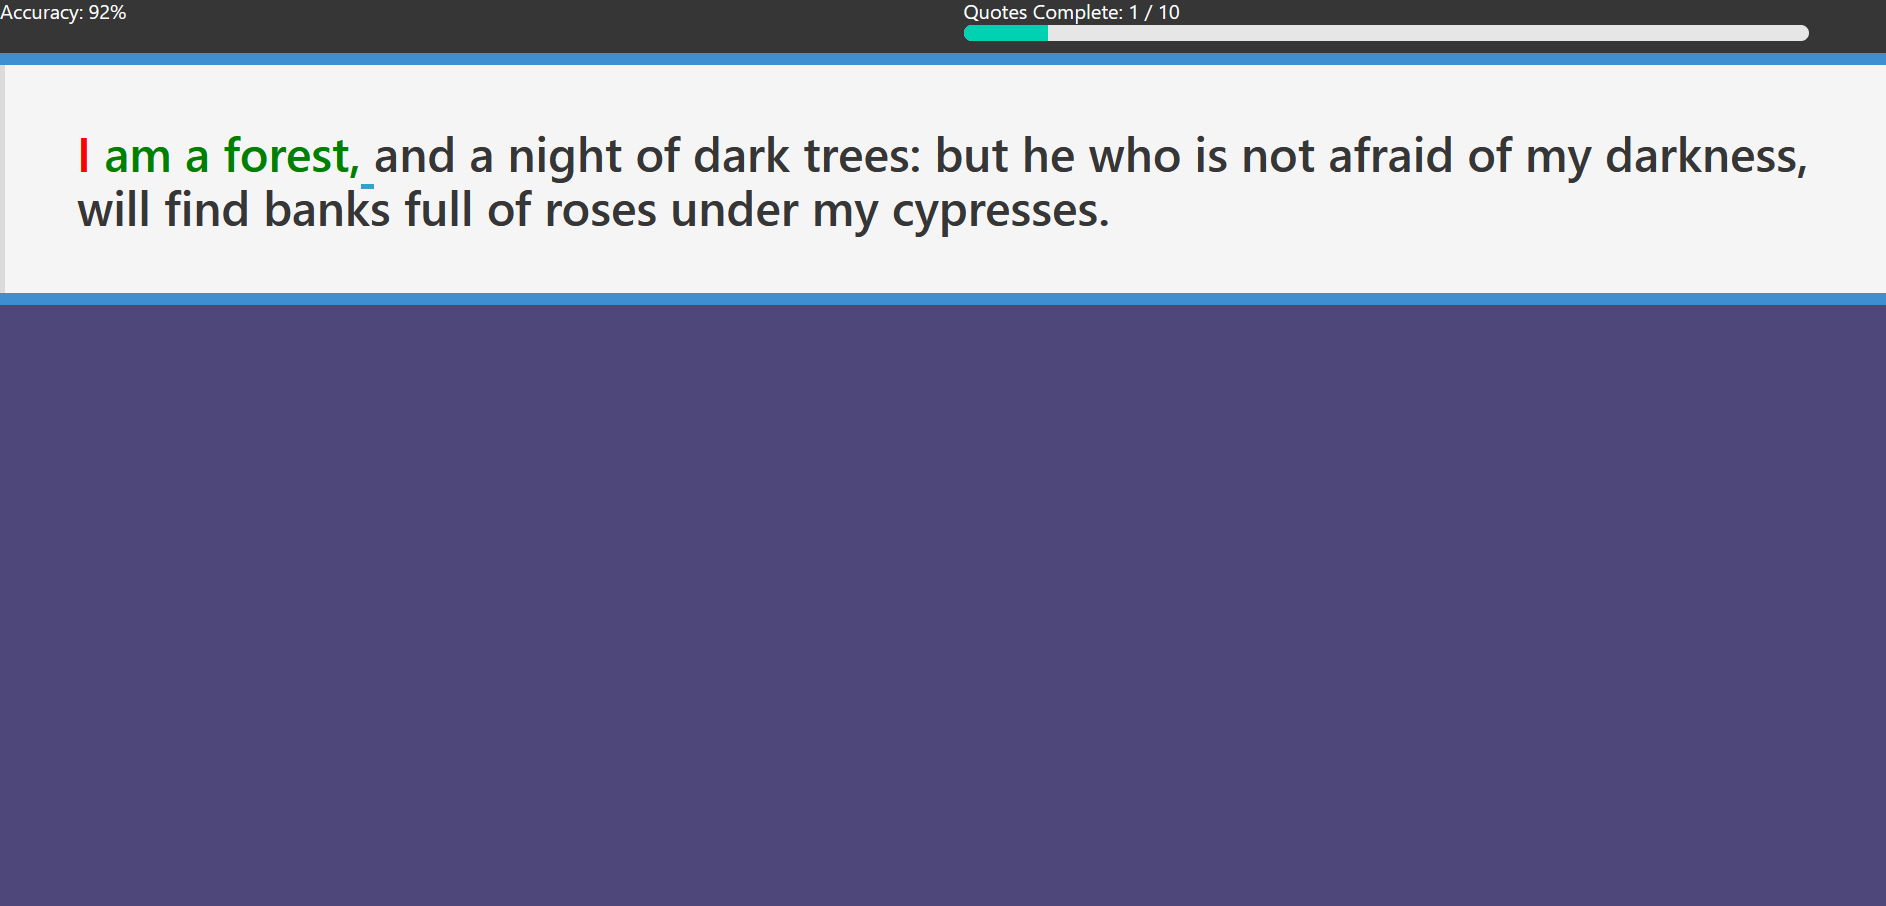 Accuracy: 92%
Quotes Complete: 1 / 10
I am a forest, and a night of dark trees: but he who is not afraid of my darkness,
will find banks full of roses under my cypresses.